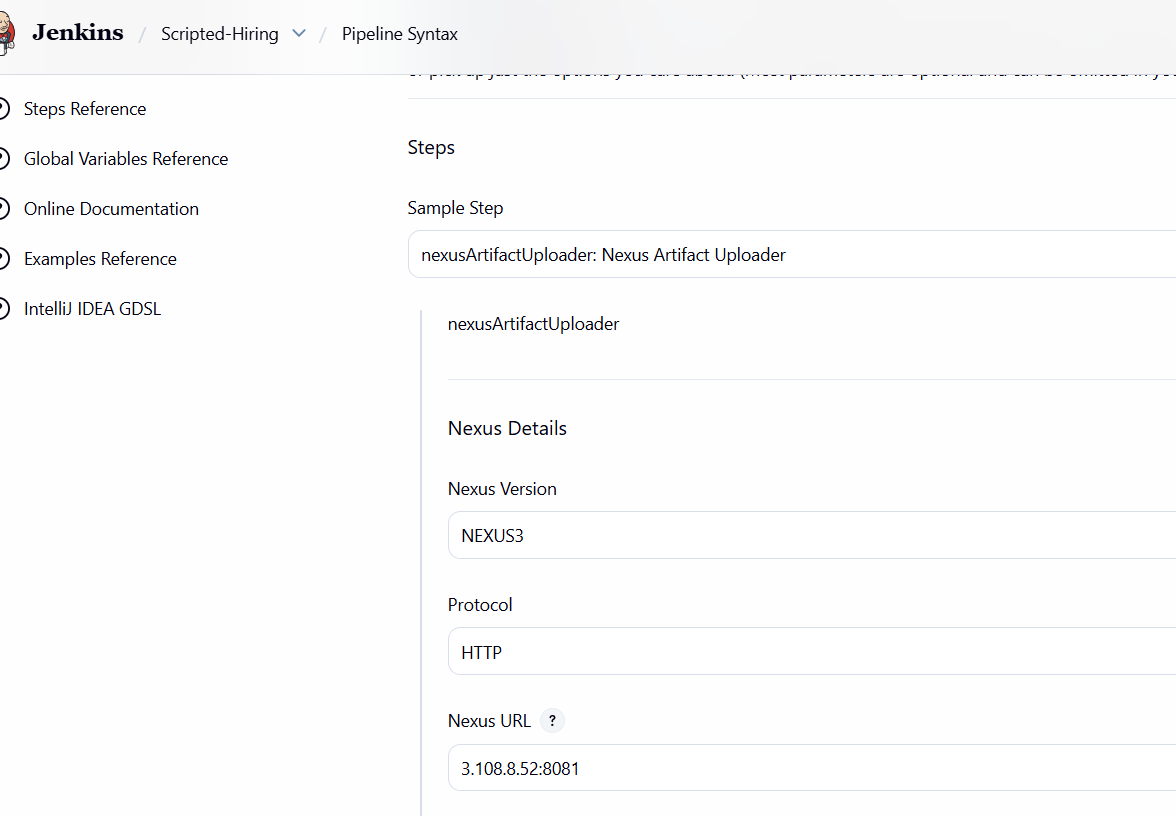 Jenkins / Scripted-Hiring / Pipeline Syntax
Steps Reference
Global Variables Reference
Online Documentation
Examples Reference
IntelliJ IDEA GDSL
Steps
Sample Step
nexusArtifactUploader: Nexus Artifact Uploader
nexusArtifactUploader
Nexus Details
Nexus Version
NEXUS3
Protocol
HTTP
Nexus URL ?
3.108.8.52:8081